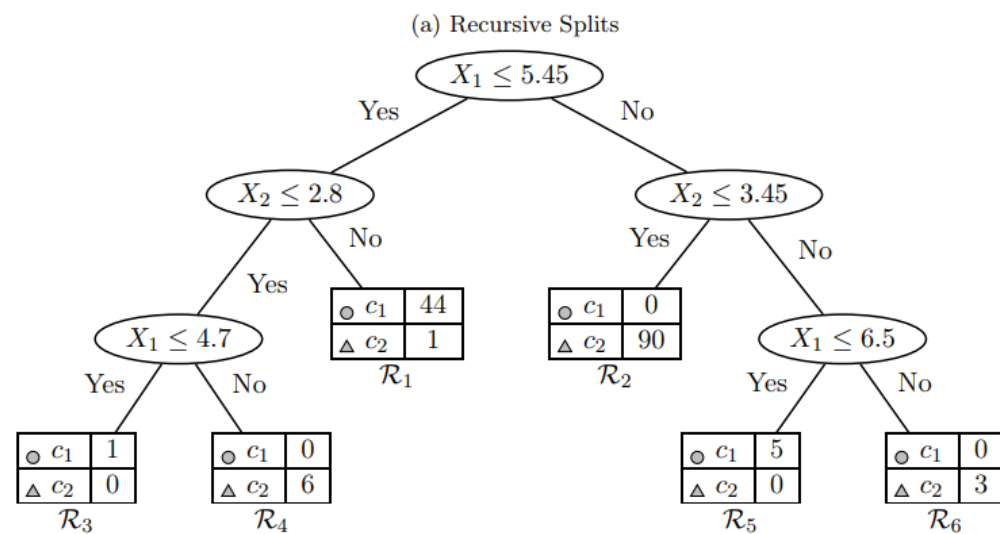 (a) Recursive Splits
X₁ ≤ 5.45
Yes
No
X₂ ≤ 2.8
X₂ ≤ 3.45
Yes
No
Yes
No
c₁ 44
c₂ 1
R₁
c₁ 0
c₂ 90
R₂
X₁ ≤ 4.7
X₁ ≤ 6.5
Yes
No
Yes
No
c₁ 1
c₂ 0
R₃
c₁ 0
c₂ 6
R₄
c₁ 5
c₂ 0
R₅
c₁ 0
c₂ 3
R₆